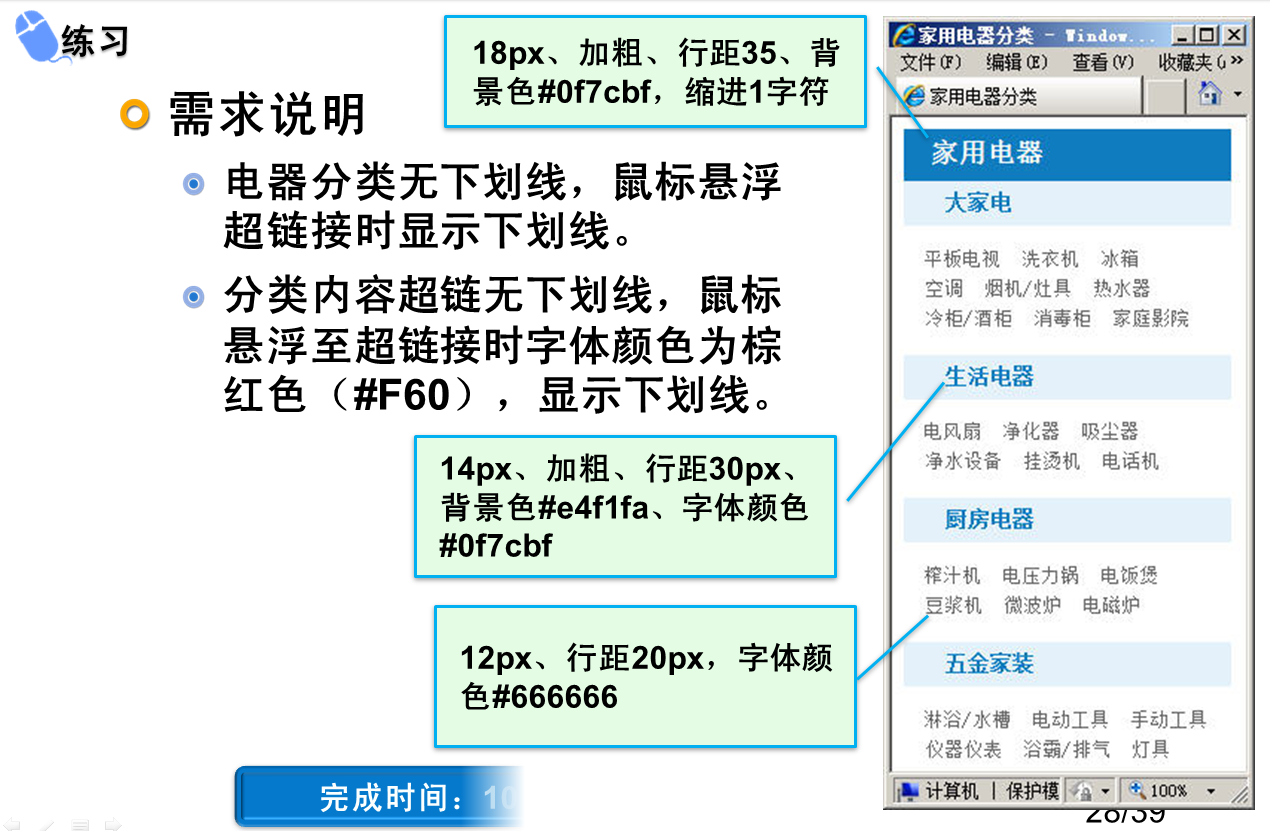 练习
18px、加粗、行距35、背
景色#0f7cbf，缩进1字符
需求说明
电器分类无下划线，鼠标悬浮
超链接时显示下划线。
分类内容超链无下划线，鼠标
悬浮至超链接时字体颜色为棕
红色（#F60），显示下划线。
14px、加粗、行距30px、
背景色#e4f1fa、字体颜色
#0f7cbf
12px、行距20px，字体颜
色#666666
完成时间：10
家用电器分类 - Window...
文件(F) 编辑(E) 查看(V) 收藏夹( »
家用电器分类
家用电器
大家电
平板电视 洗衣机 冰箱
空调 烟机/灶具 热水器
冷柜/酒柜 消毒柜 家庭影院
生活电器
电风扇 净化器 吸尘器
净水设备 挂烫机 电话机
厨房电器
榨汁机 电压力锅 电饭煲
豆浆机 微波炉 电磁炉
五金家装
淋浴/水槽 电动工具 手动工具
仪器仪表 浴霸/排气 灯具
计算机 | 保护模 100%
28/39